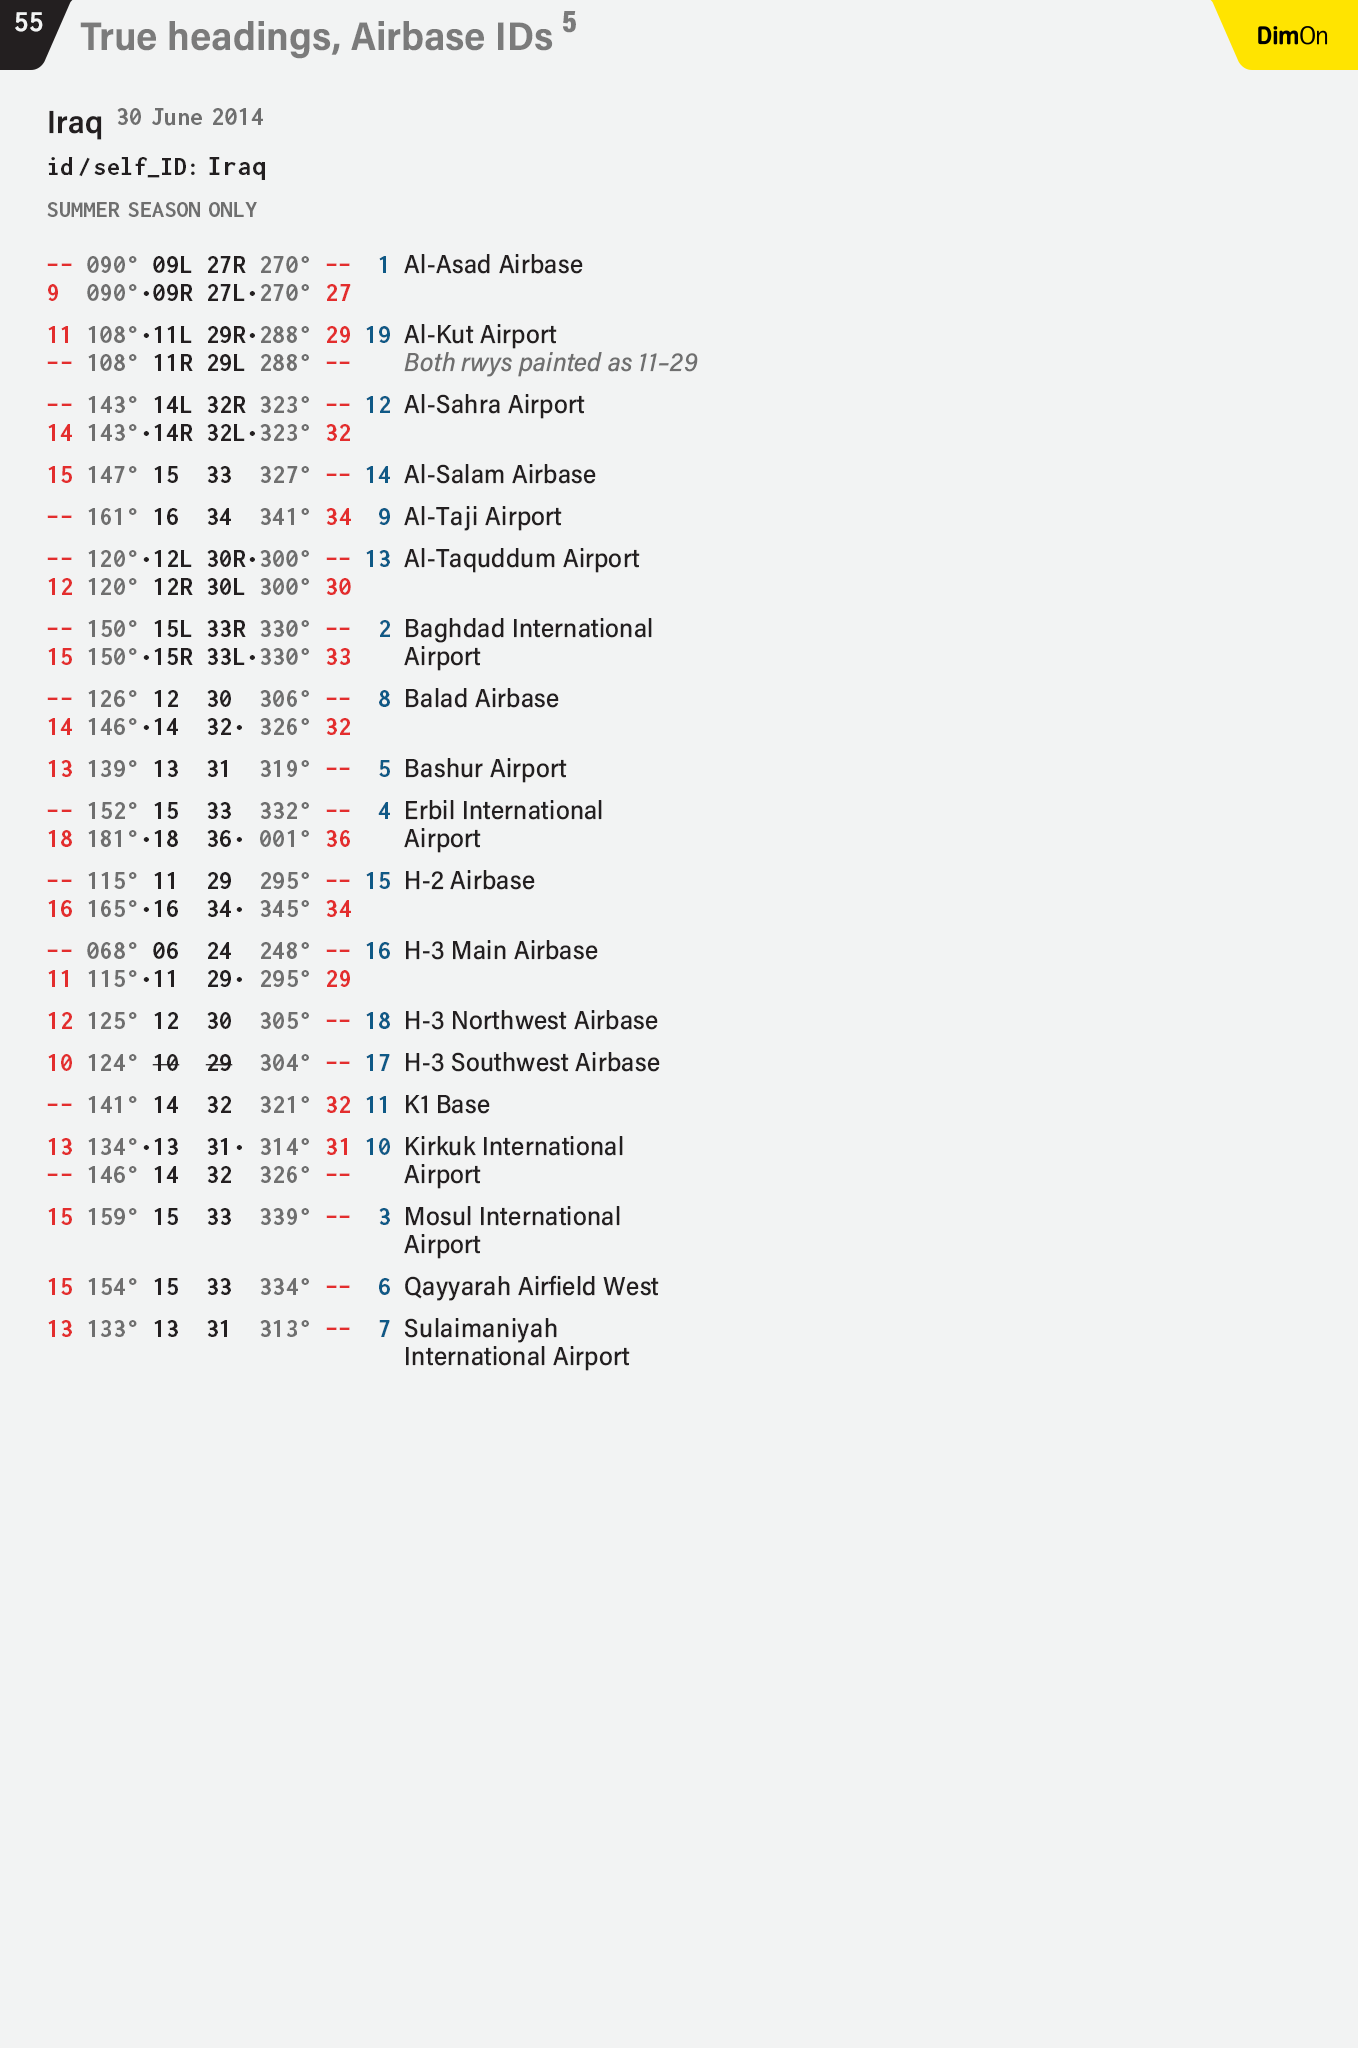 55
True headings, Airbase IDs 5
DimOn
Iraq 30 June 2014
id/self_ID: Iraq
SUMMER SEASON ONLY
-- 090° 09L 27R 270° -- 1 Al-Asad Airbase
9 090°·09R 27L·270° 27
11 108°·11L 29R·288° 29 19 Al-Kut Airport
-- 108° 11R 29L 288° -- Both rwys painted as 11–29
-- 143° 14L 32R 323° -- 12 Al-Sahra Airport
14 143°·14R 32L·323° 32
15 147° 15 33 327° -- 14 Al-Salam Airbase
-- 161° 16 34 341° 34 9 Al-Taji Airport
-- 120°·12L 30R·300° -- 13 Al-Taquddum Airport
12 120° 12R 30L 300° 30
-- 150° 15L 33R 330° -- 2 Baghdad International
15 150°·15R 33L·330° 33 Airport
-- 126° 12 30 306° -- 8 Balad Airbase
14 146°·14 32· 326° 32
13 139° 13 31 319° -- 5 Bashur Airport
-- 152° 15 33 332° -- 4 Erbil International
18 181°·18 36· 001° 36 Airport
-- 115° 11 29 295° -- 15 H-2 Airbase
16 165°·16 34· 345° 34
-- 068° 06 24 248° -- 16 H-3 Main Airbase
11 115°·11 29· 295° 29
12 125° 12 30 305° -- 18 H-3 Northwest Airbase
10 124° 10 29 304° -- 17 H-3 Southwest Airbase
-- 141° 14 32 321° 32 11 K1 Base
13 134°·13 31· 314° 31 10 Kirkuk International
-- 146° 14 32 326° -- Airport
15 159° 15 33 339° -- 3 Mosul International
Airport
15 154° 15 33 334° -- 6 Qayyarah Airfield West
13 133° 13 31 313° -- 7 Sulaimaniyah
International Airport